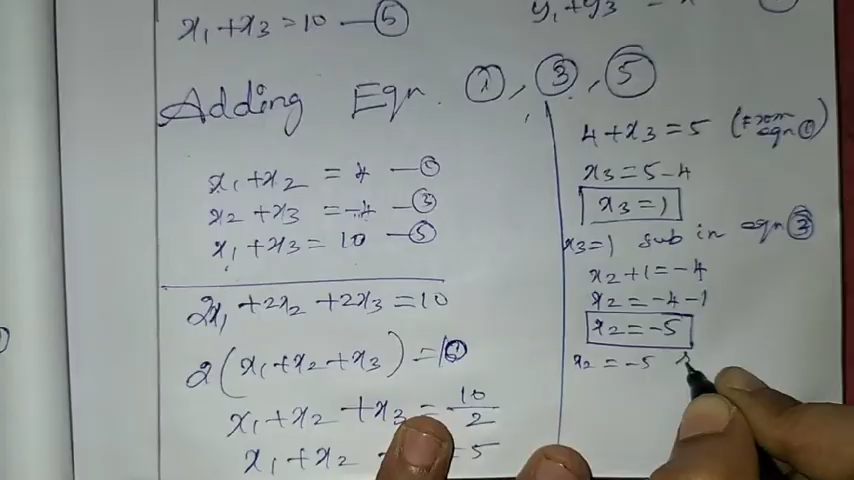 x₁ + x₃ = 10 — ⑤
y₁ + y₃ =
Adding Eqn. ①, ③, ⑤
x₁ + x₂ = 4 — ①
x₂ + x₃ = -4 — ③
x₁ + x₃ = 10 — ⑤
2x₁ + 2x₂ + 2x₃ = 10
2(x₁ + x₂ + x₃) = 10
x₁ + x₂ + x₃ = 10/2
x₁ + x₂ = 5
4 + x₃ = 5 (From
eqn ①)
x₃ = 5 - 4
x₃ = 1
x₃ = 1 sub in eqn ③
x₂ + 1 = -4
x₂ = -4 - 1
x₂ = -5
x₂ = -5